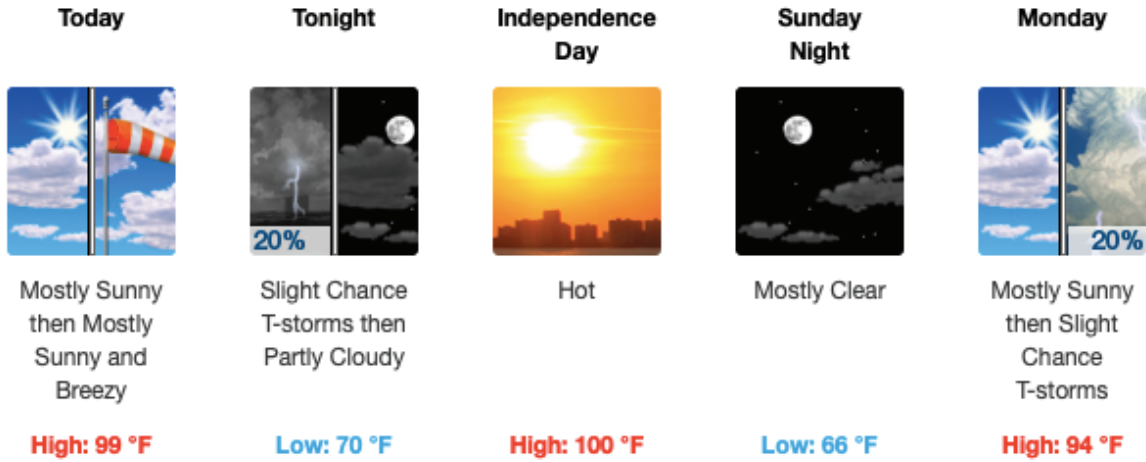 Today
Mostly Sunny
then Mostly
Sunny and
Breezy
High: 99 °F
Tonight
20%
Slight Chance
T-storms then
Partly Cloudy
Low: 70 °F
Independence
Day
Hot
High: 100 °F
Sunday
Night
Mostly Clear
Low: 66 °F
Monday
20%
Mostly Sunny
then Slight
Chance
T-storms
High: 94 °F